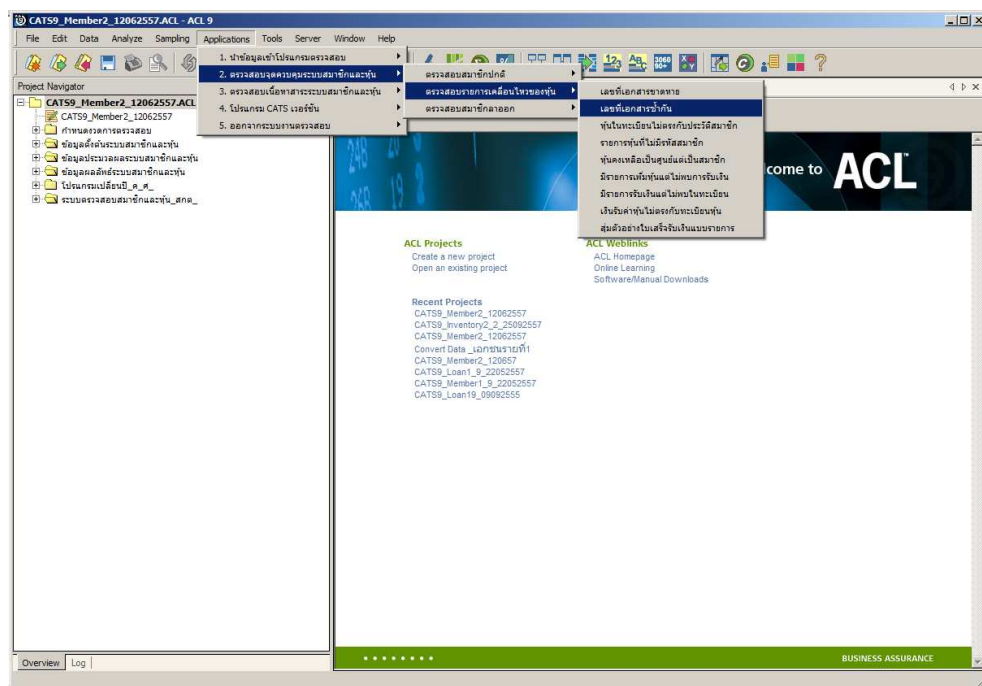 CATS9_Member2_12062557.ACL - ACL 9
File Edit Data Analyze Sampling Applications Tools Server Window Help
1. นำข้อมูลเข้าโปรแกรมตรวจสอบ
2. ตรวจสอบจุดควบคุมระบบสมาชิกและหุ้น
3. ตรวจสอบเนื้อหาสาระระบบสมาชิกและหุ้น
4. โปรแกรม CATS เวอร์ชั่น
5. ออกจากระบบงานตรวจสอบ
ตรวจสอบสมาชิกปกติ
ตรวจสอบรายการเคลื่อนไหวของหุ้น
ตรวจสอบสมาชิกลาออก
เลขที่เอกสารขาดหาย
เลขที่เอกสารซ้ำกัน
หุ้นในทะเบียนไม่ตรงกับประวัติสมาชิก
รายการหุ้นที่ไม่มีรหัสสมาชิก
หุ้นคงเหลือเป็นศูนย์แต่เป็นสมาชิก
มีรายการเพิ่มหุ้นแต่ไม่พบการรับเงิน
มีรายการรับเงินแต่ไม่พบในทะเบียน
เงินรับค่าหุ้นไม่ตรงกับทะเบียนหุ้น
สุ่มตัวอย่างใบเสร็จรับเงินแบบรายการ
Project Navigator
CATS9_Member2_12062557.ACL
CATS9_Member2_12062557
กำหนดงวดการตรวจสอบ
ข้อมูลตั้งต้นระบบสมาชิกและหุ้น
ข้อมูลประมวลผลระบบสมาชิกและหุ้น
ข้อมูลผลลัพธ์ระบบสมาชิกและหุ้น
โปรแกรมเปลี่ยนปี_ค_ศ_
ระบบตรวจสอบสมาชิกและหุ้น_สกต_
come to ACL
ACL Projects
Create a new project
Open an existing project
ACL Weblinks
ACL Homepage
Online Learning
Software/Manual Downloads
Recent Projects
CATS9_Member2_12062557
CATS9_Inventory2_2_25092557
CATS9_Member2_12062557
Convert Data _เอกชนรายที่1
CATS9_Member2_120657
CATS9_Loan1_9_22052557
CATS9_Member1_9_22052557
CATS9_Loan19_09092555
Overview Log
BUSINESS ASSURANCE